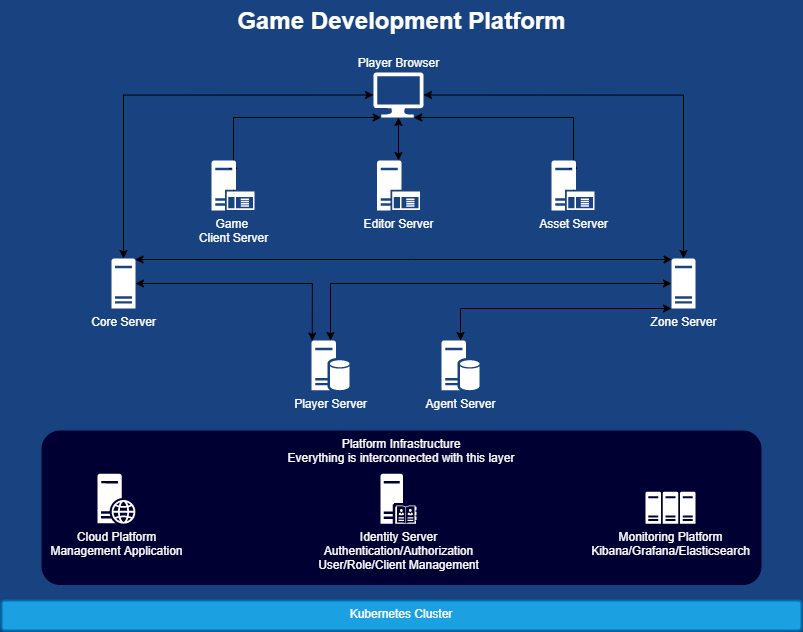 Game Development Platform
Player Browser
Game
Client Server
Editor Server
Asset Server
Core Server
Zone Server
Player Server
Agent Server
Platform Infrastructure
Everything is interconnected with this layer
Cloud Platform
Management Application
Identity Server
Authentication/Authorization
User/Role/Client Management
Monitoring Platform
Kibana/Grafana/Elasticsearch
Kubernetes Cluster